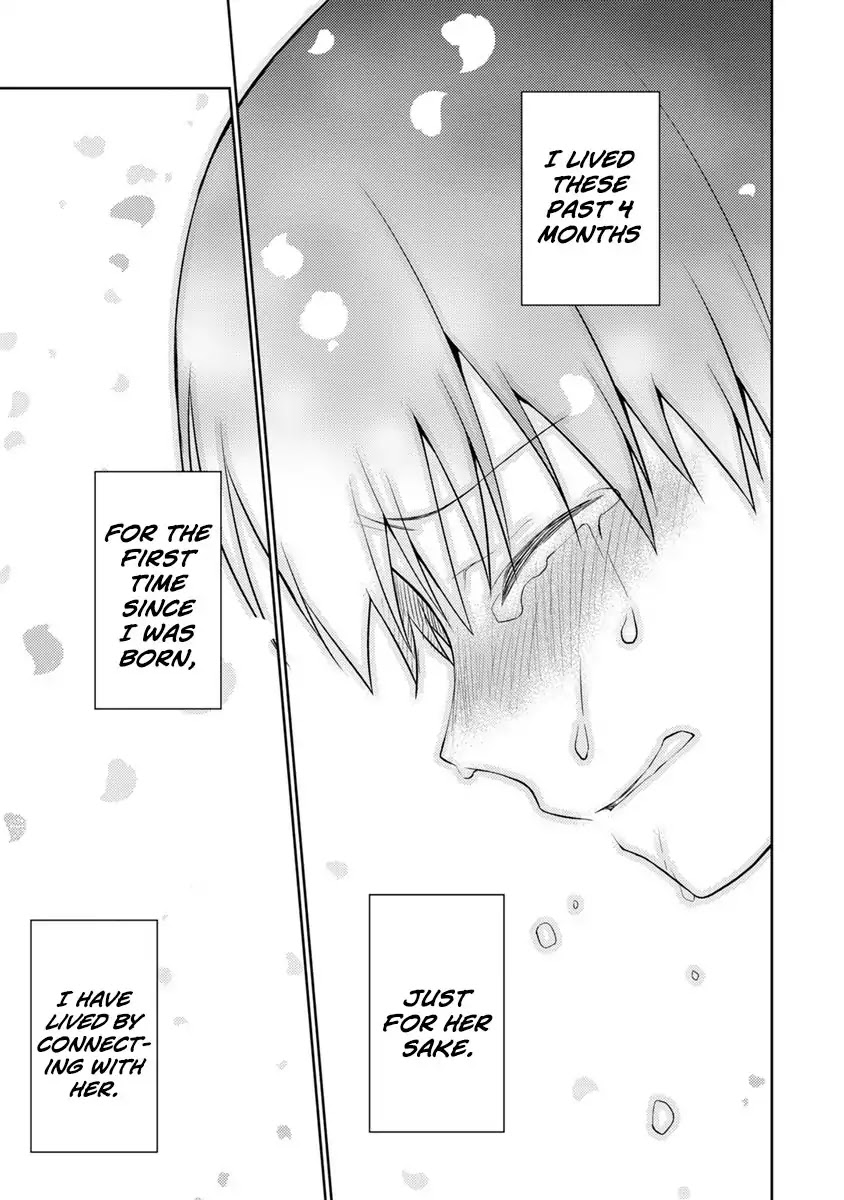 I LIVED
THESE
PAST 4
MONTHS
JUST
FOR HER
SAKE.
FOR THE
FIRST
TIME
SINCE
I WAS
BORN,
I HAVE
LIVED BY
CONNECT-
ING WITH
HER.